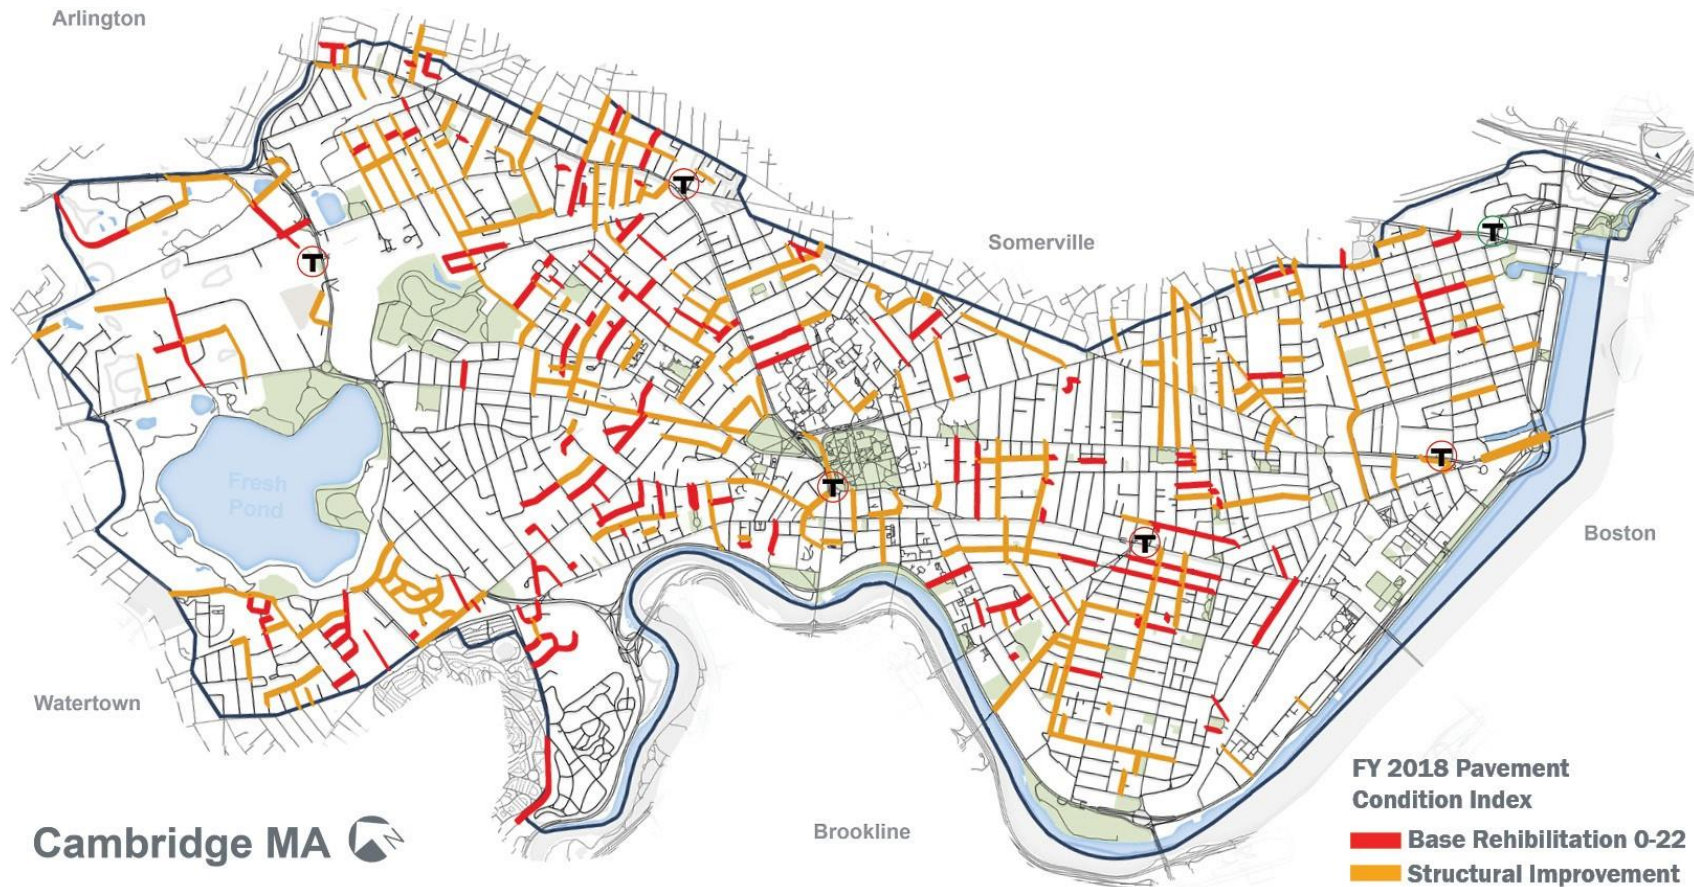 Arlington
Somerville
Fresh
Pond
Boston
Watertown
Brookline
Cambridge MA
N
FY 2018 Pavement
Condition Index
Base Rehibilitation 0-22
Structural Improvement
T
T
T
T
T
T